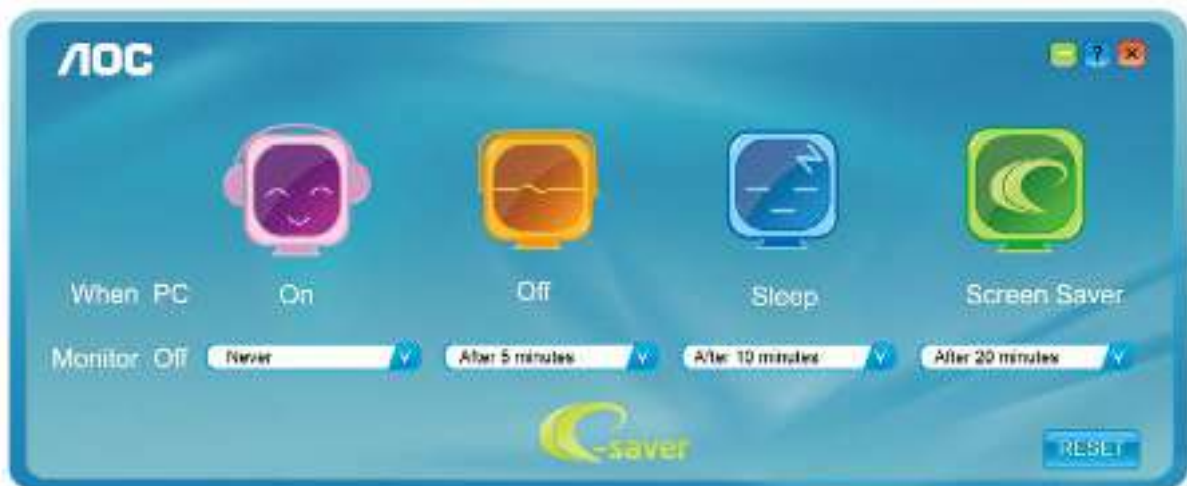 AOC
?
When PC On Off Sleep Screen Saver
Monitor Off Never After 5 minutes After 10 minutes After 20 minutes
e-saver
RESET